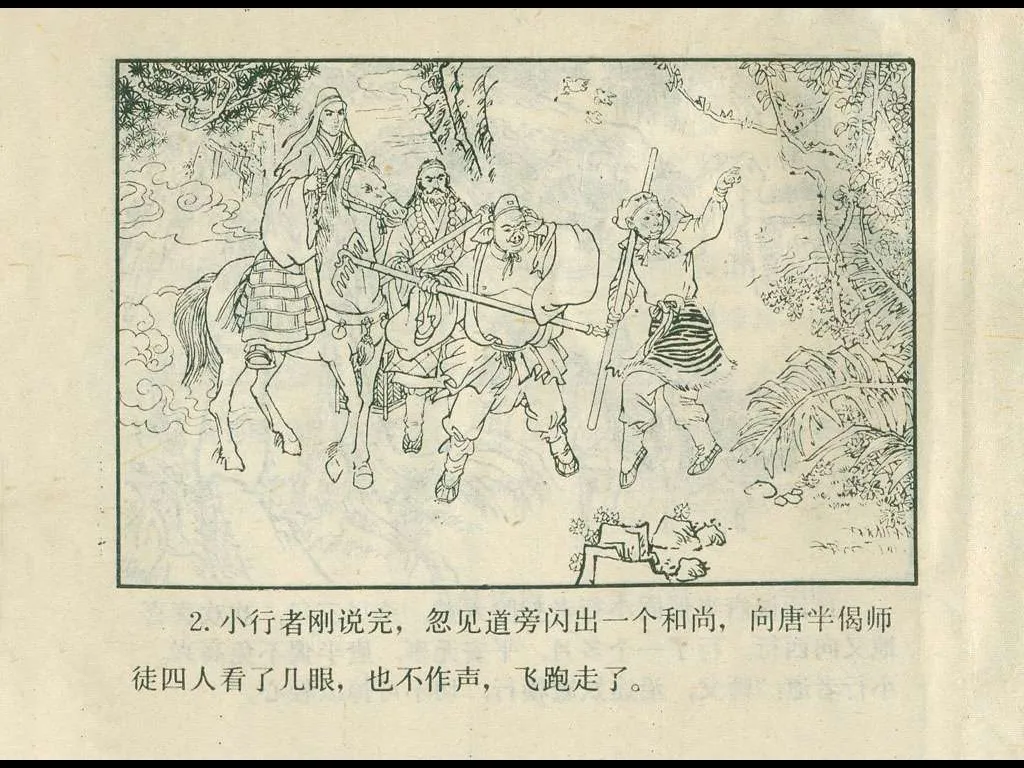 2. 小行者刚说完，忽见道旁闪出一个和尚，向唐半偈师
徒四人看了几眼，也不作声，飞跑走了。